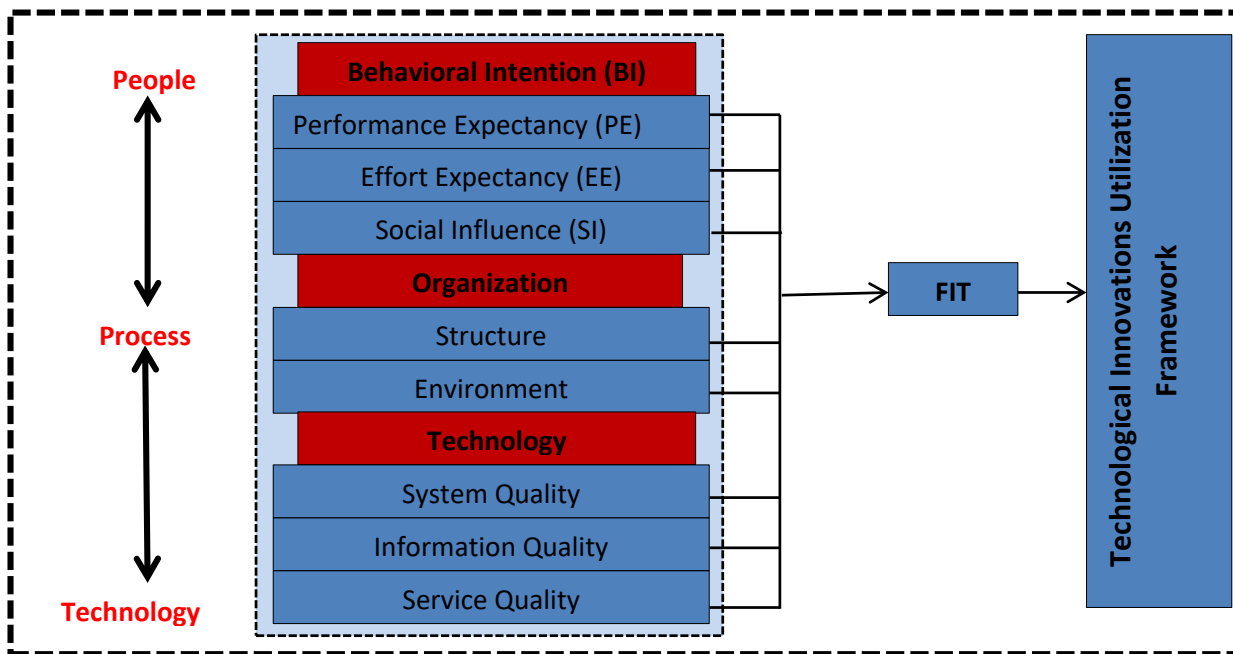 People
Process
Technology
Behavioral Intention (BI)
Performance Expectancy (PE)
Effort Expectancy (EE)
Social Influence (SI)
Organization
Structure
Environment
Technology
System Quality
Information Quality
Service Quality
FIT
Technological Innovations Utilization
Framework